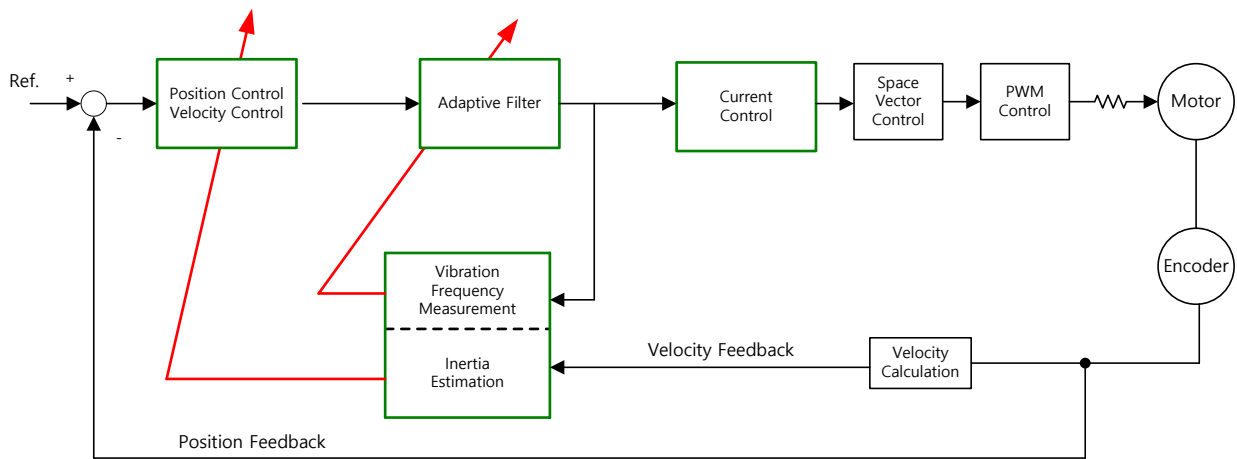 Ref.
+
-
Position Control
Velocity Control
Adaptive Filter
Current
Control
Space
Vector
Control
PWM
Control
Motor
Encoder
Vibration
Frequency
Measurement
Inertia
Estimation
Velocity Feedback
Velocity
Calculation
Position Feedback